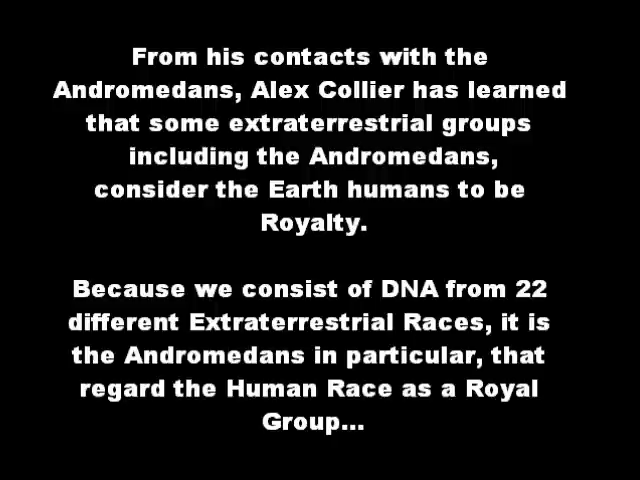 From his contacts with the
Andromedans, Alex Collier has learned
that some extraterrestrial groups
including the Andromedans,
consider the Earth humans to be
Royalty.
Because we consist of DNA from 22
different Extraterrestrial Races, it is
the Andromedans in particular, that
regard the Human Race as a Royal
Group...